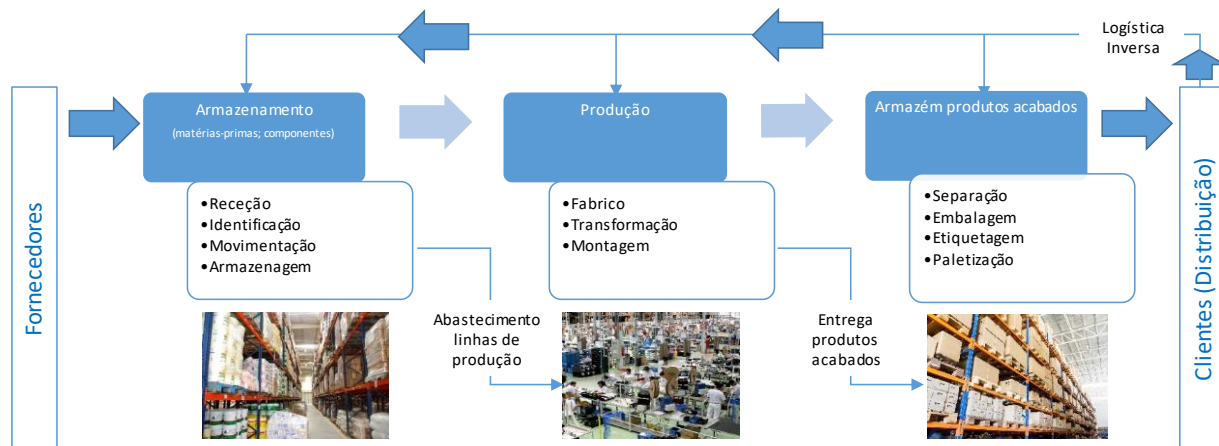 Logística
Inversa
Fornecedores
Armazenamento
(matérias-primas; componentes)
•Receção
•Identificação
•Movimentação
•Armazenagem
Abastecimento
linhas de
produção
Produção
•Fabrico
•Transformação
•Montagem
Entrega
produtos
acabados
Armazém produtos acabados
•Separação
•Embalagem
•Etiquetagem
•Paletização
Clientes (Distribuição)